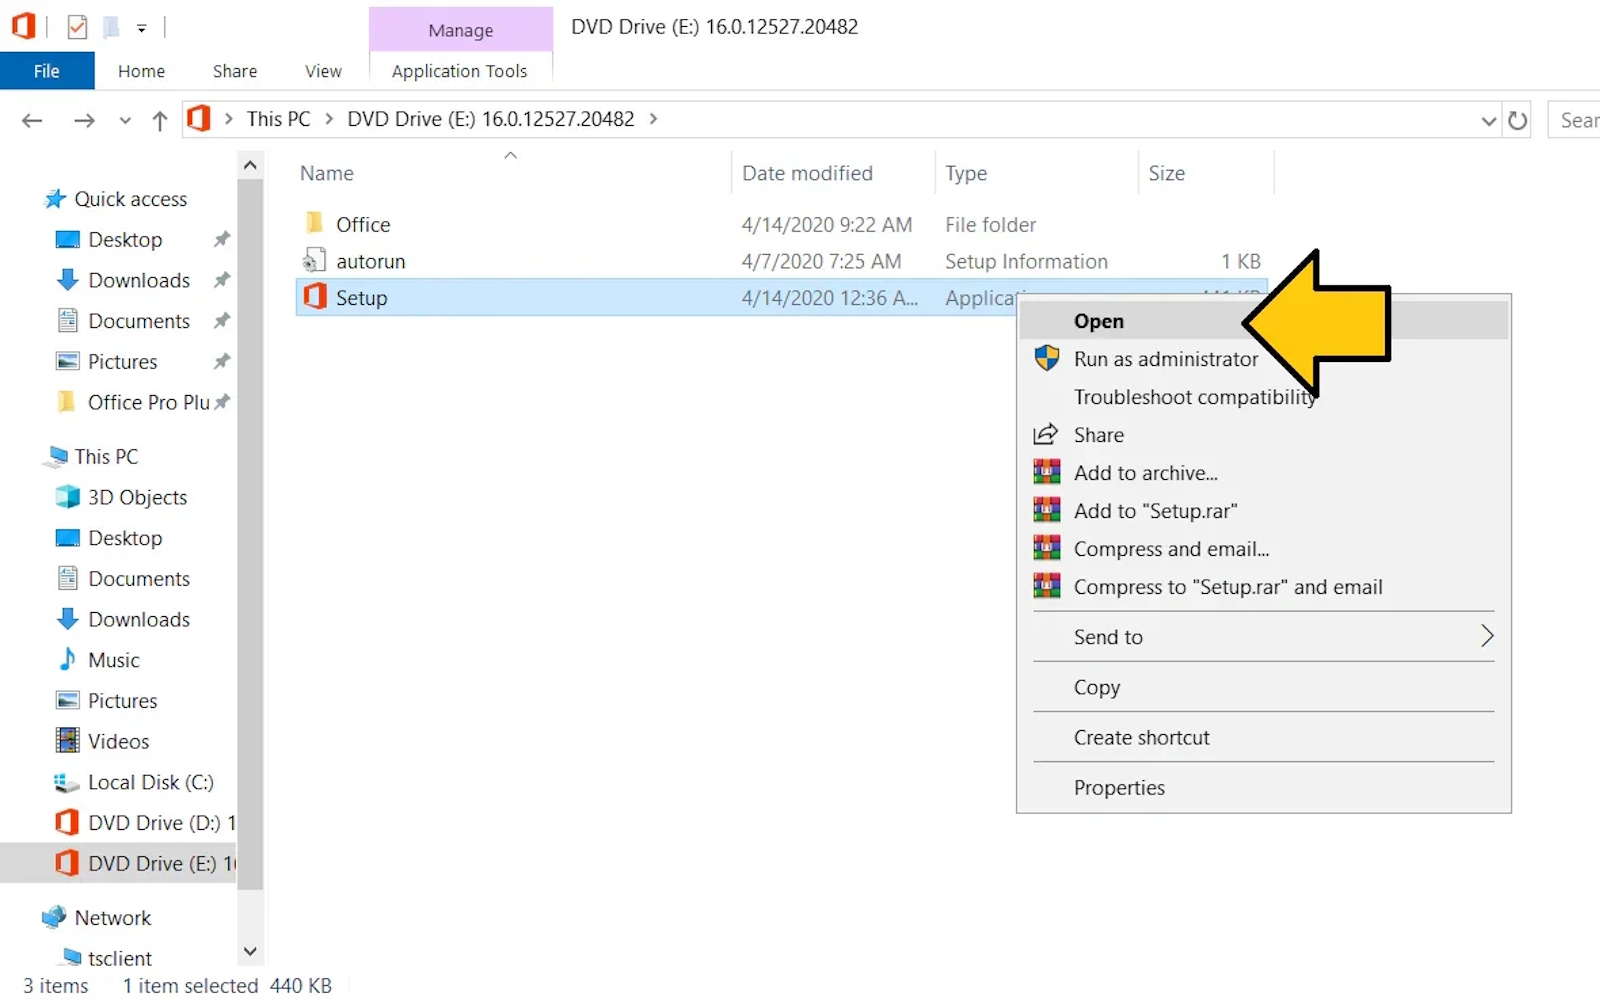 Manage
DVD Drive (E:) 16.0.12527.20482
File Home Share View Application Tools
This PC > DVD Drive (E:) 16.0.12527.20482 >
Sear
Name Date modified Type Size
Office 4/14/2020 9:22 AM File folder
autorun 4/7/2020 7:25 AM Setup Information 1 KB
Setup 4/14/2020 12:36 A...
Open
Run as administrator
Troubleshoot compatibility
Share
Add to archive...
Add to "Setup.rar"
Compress and email...
Compress to "Setup.rar" and email
Send to
Copy
Create shortcut
Properties
Quick access
Desktop
Downloads
Documents
Pictures
Office Pro Plu
This PC
3D Objects
Desktop
Documents
Downloads
Music
Pictures
Videos
Local Disk (C:)
DVD Drive (D:) 1
DVD Drive (E:) 16
Network
tsclient
3 items 1 item selected 440 KB